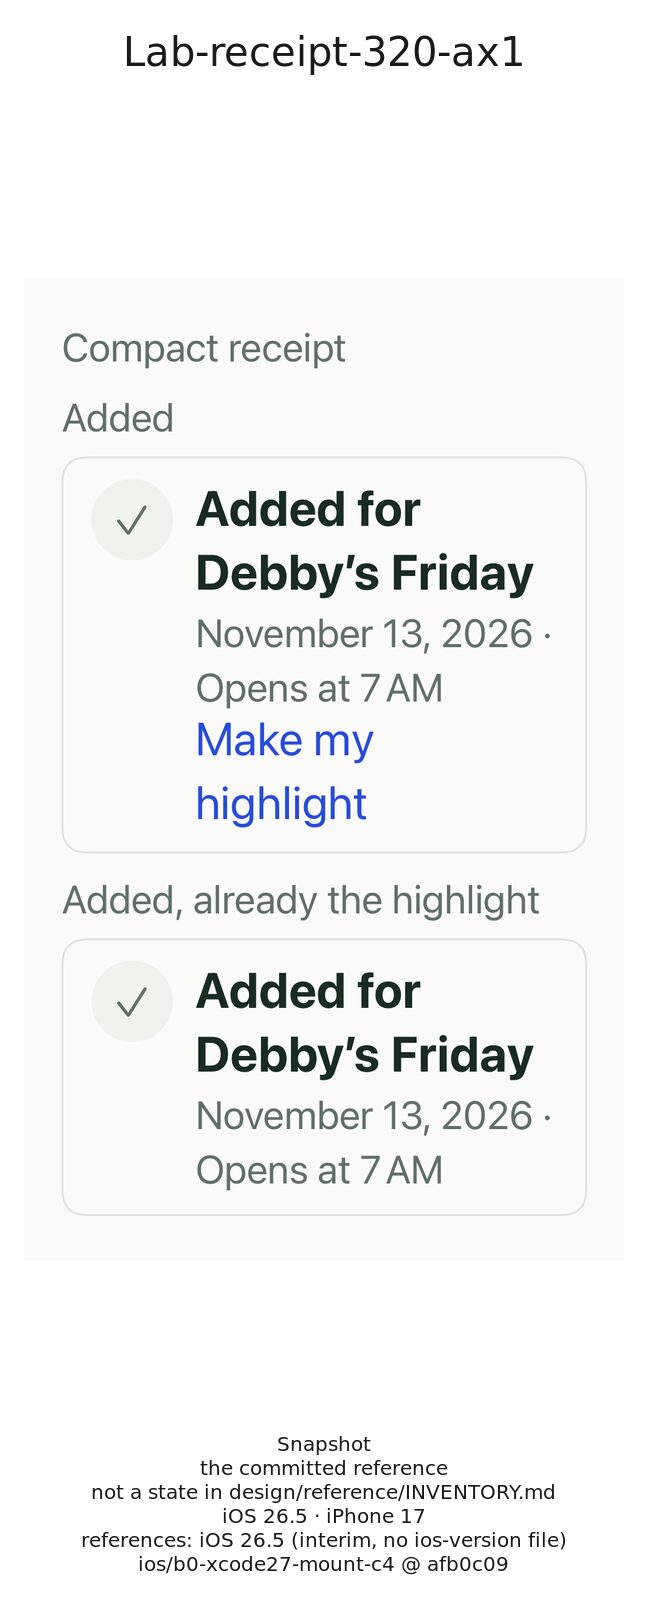 Lab-receipt-320-ax1
Compact receipt
Added
Added for
Debby’s Friday
November 13, 2026 ·
Opens at 7 AM
Make my
highlight
Added, already the highlight
Added for
Debby’s Friday
November 13, 2026 ·
Opens at 7 AM
Snapshot
the committed reference
not a state in design/reference/INVENTORY.md
iOS 26.5 · iPhone 17
references: iOS 26.5 (interim, no ios-version file)
ios/b0-xcode27-mount-c4 @ afb0c09